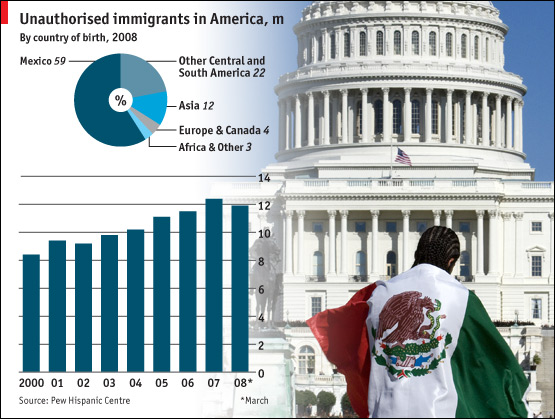 Unauthorised immigrants in America, m
By country of birth, 2008
Mexico 59
Other Central and
South America 22
%
Asia 12
Europe & Canada 4
Africa & Other 3
14
12
10
8
6
4
2
0
2000 01 02 03 04 05 06 07 08*
Source: Pew Hispanic Centre
*March